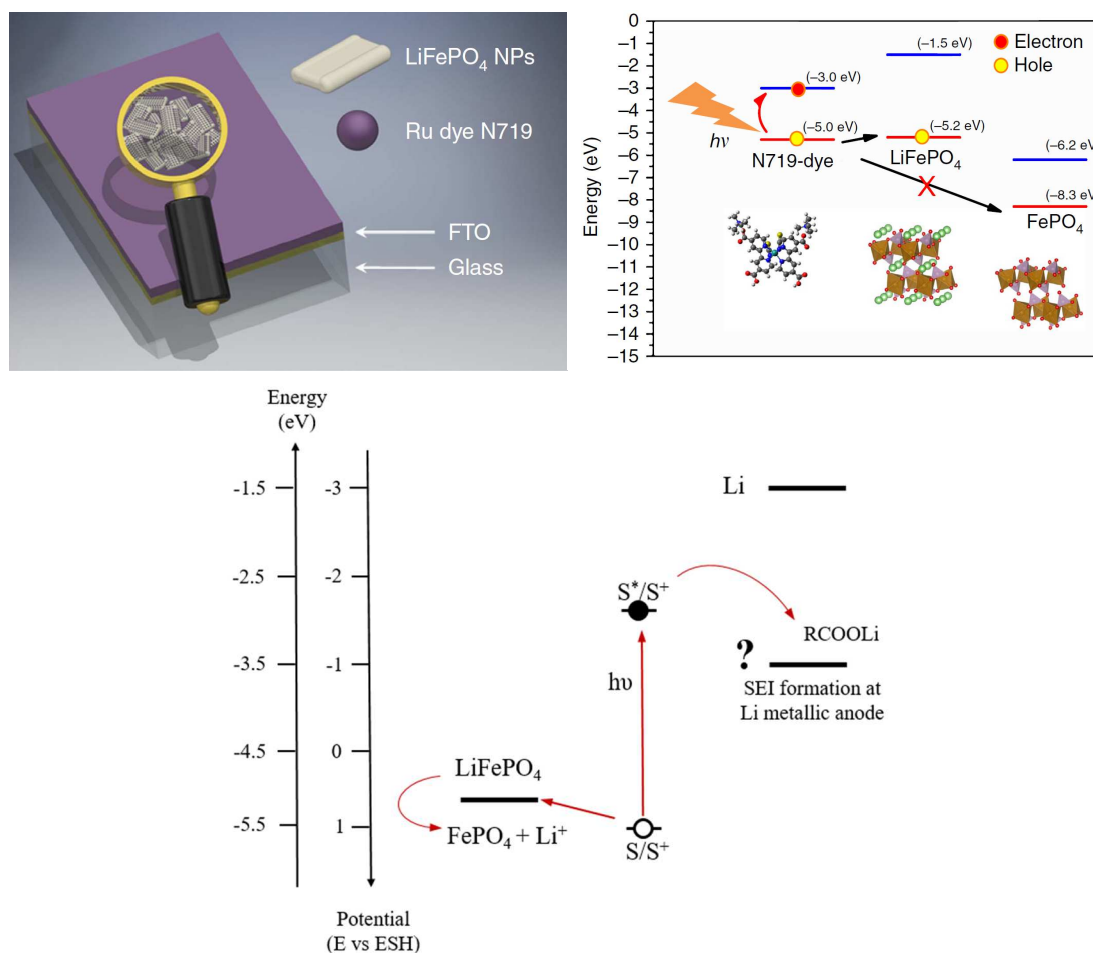 LiFePO4 NPs
Ru dye N719
FTO
Glass
Energy (eV)
0
−1
−2
−3
−4
−5
−6
−7
−8
−9
−10
−11
−12
−13
−14
−15
Electron
Hole
(−1.5 eV)
(−3.0 eV)
hν
(−5.0 eV)
(−5.2 eV)
N719-dye
LiFePO4
X
(−6.2 eV)
(−8.3 eV)
FePO4
Energy
(eV)
-1.5
-2.5
-3.5
-4.5
-5.5
-3
-2
-1
0
1
Potential
(E vs ESH)
Li
S*/S+
RCOOLi
?
SEI formation at
Li metallic anode
hυ
LiFePO4
FePO4 + Li+
S/S+